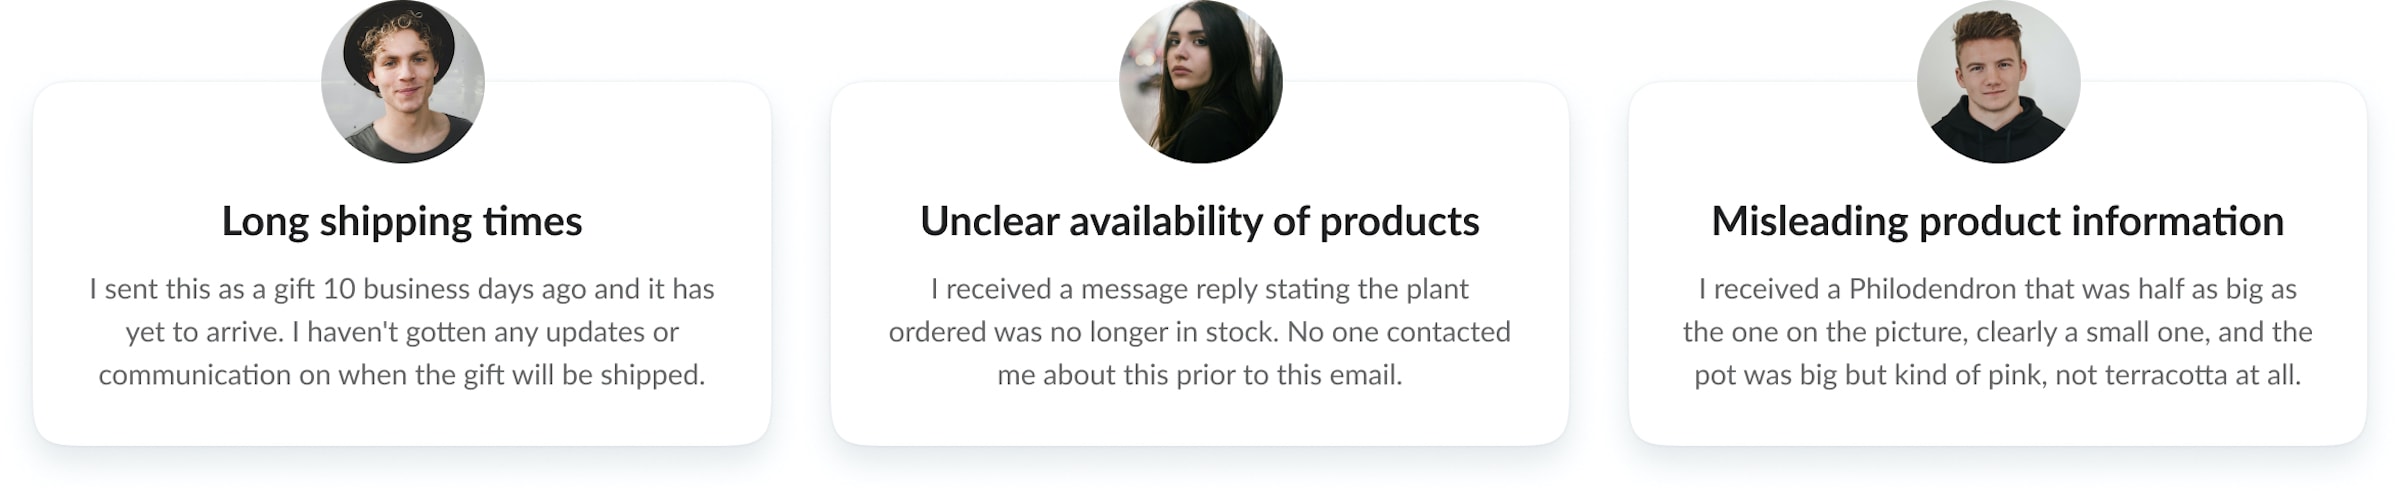 Long shipping times
I sent this as a gift 10 business days ago and it has
yet to arrive. I haven't gotten any updates or
communication on when the gift will be shipped.
Unclear availability of products
I received a message reply stating the plant
ordered was no longer in stock. No one contacted
me about this prior to this email.
Misleading product information
I received a Philodendron that was half as big as
the one on the picture, clearly a small one, and the
pot was big but kind of pink, not terracotta at all.